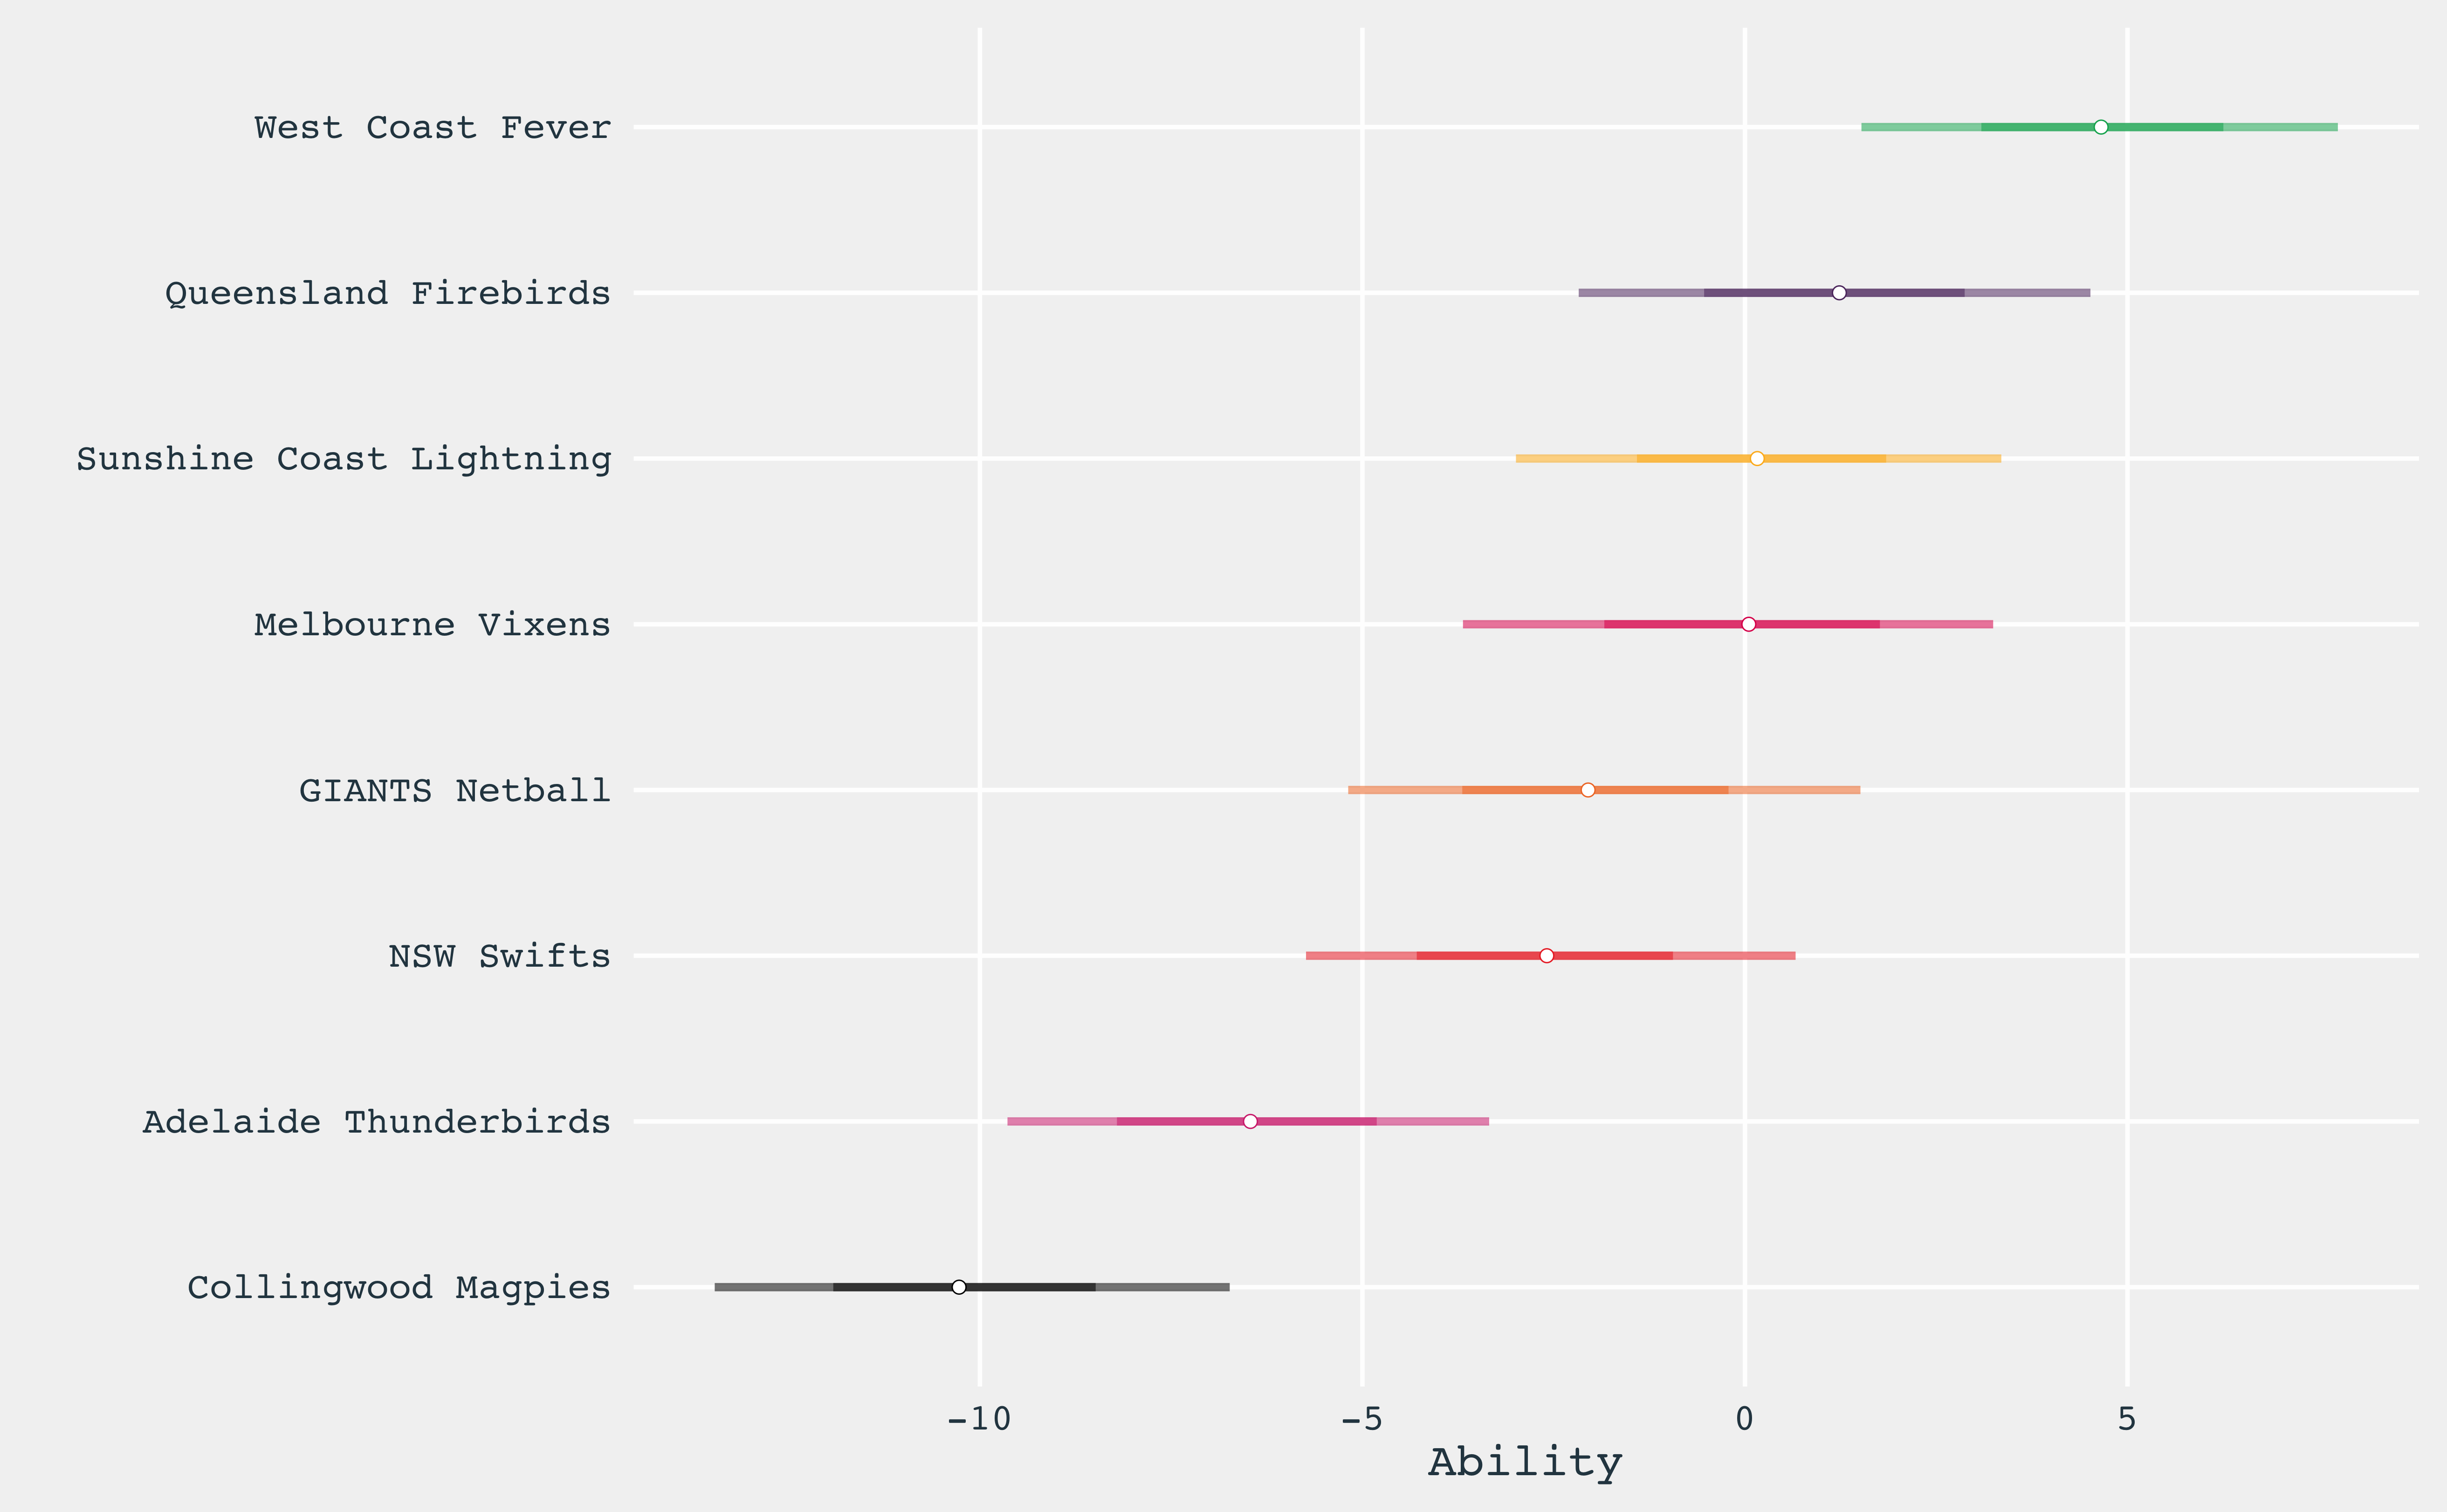 West Coast Fever
Queensland Firebirds
Sunshine Coast Lightning
Melbourne Vixens
GIANTS Netball
NSW Swifts
Adelaide Thunderbirds
Collingwood Magpies
-10 -5 0 5
Ability